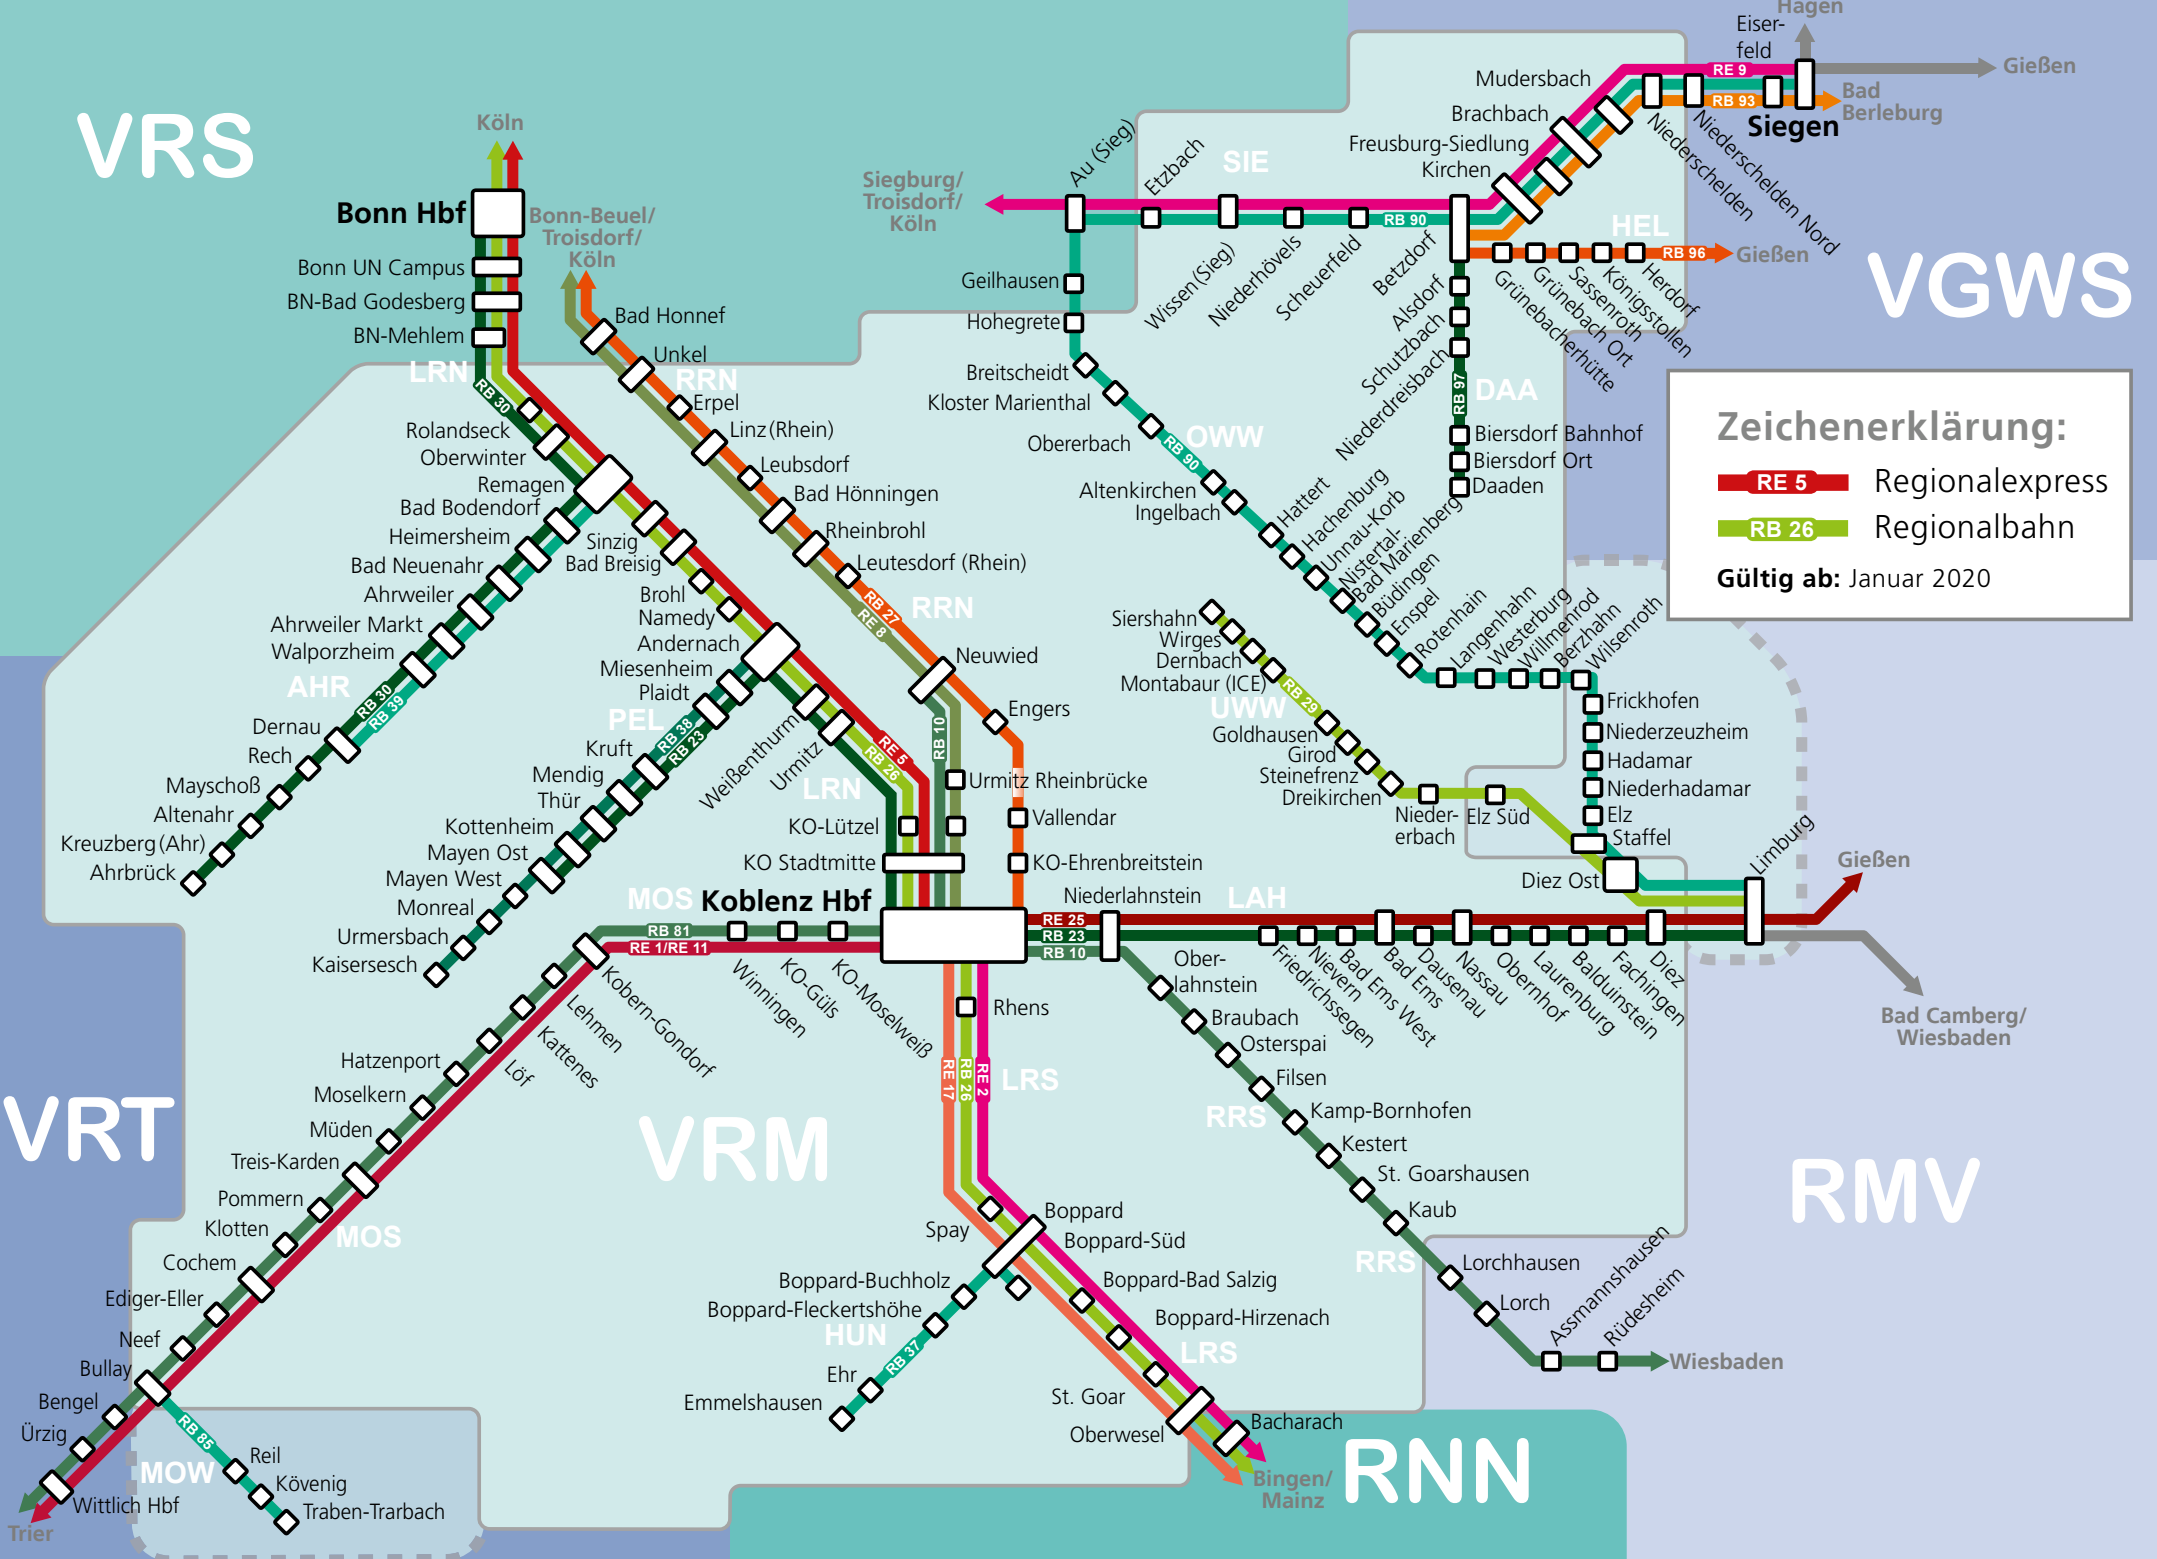 Hagen
Eiser-
feld
Gießen
RE 9
Mudersbach
Bad
Berleburg
RB 93
Siegen
Brachbach
VRS
Köln
Freusburg-Siedlung
Kirchen
Niederschelden
Niederschelden Nord
Au (Sieg)
Etzbach
SIE
Siegburg/
Troisdorf/
Köln
Bonn Hbf
Bonn-Beuel/
Troisdorf/
Köln
RB 90
HEL
RB 96
Gießen
VGWS
Bonn UN Campus
BN-Bad Godesberg
BN-Mehlem
Geilhausen
Hohegrete
Wissen (Sieg)
Niederhövels
Scheuerfeld
Betzdorf
Grünebacherhütte
Grünebach Ort
Sassenroth
Königsstollen
Herdorf
Alsdorf
Schutzbach
Niederdreisbach
RB 97
DAA
Biersdorf Bahnhof
Biersdorf Ort
Daaden
Bad Honnef
Unkel
RRN
Erpel
Linz (Rhein)
Leubsdorf
Bad Hönningen
Rheinbrohl
Leutesdorf (Rhein)
RB 27
RE 8
RRN
Neuwied
Engers
LRN
RB 30
Rolandseck
Oberwinter
Remagen
Bad Bodendorf
Heimersheim
Bad Neuenahr
Ahrweiler
Ahrweiler Markt
Walporzheim
AHR
RB 30
RB 39
Dernau
Rech
Mayschoß
Altenahr
Kreuzberg (Ahr)
Ahrbrück
Sinzig
Bad Breisig
Brohl
Namedy
Andernach
Miesenheim
Plaidt
PEL
RB 38
RB 23
Kruft
Mendig
Thür
Kottenheim
Mayen Ost
Mayen West
Monreal
Urmersbach
Kaisersesch
Weißenthurm
Urmitz
RE 5
RB 26
LRN
RB 10
Urmitz Rheinbrücke
KO-Lützel
Vallendar
KO Stadtmitte
KO-Ehrenbreitstein
Breitscheidt
Kloster Marienthal
Obererbach
OWW
RB 90
Altenkirchen
Ingelbach
Hattert
Hachenburg
Unnau-Korb
Nistertal-
Bad Marienberg
Büdingen
Enspel
Rotenhain
Langenhahn
Westerburg
Willmenrod
Berzhahn
Wilsenroth
Frickhofen
Niederzeuzheim
Hadamar
Niederhadamar
Elz
Staffel
Siershahn
Wirges
Dernbach
Montabaur (ICE)
RB 29
UWW
Goldhausen
Girod
Steinefrenz
Dreikirchen
Nieder-
erbach
Elz Süd
Diez Ost
Limburg
Gießen
Bad Camberg/
Wiesbaden
Zeichenerklärung:
RE 5
Regionalexpress
RB 26
Regionalbahn
Gültig ab: Januar 2020
MOS
Koblenz Hbf
Niederlahnstein
LAH
RB 81
RE 1/RE 11
RE 25
RB 23
RB 10
Winningen
KO-Güls
KO-Moselweiß
Kobern-Gondorf
Lehmen
Kattenes
Löf
Hatzenport
Moselkern
Müden
Treis-Karden
Pommern
Klotten
MOS
Cochem
Ediger-Eller
Neef
Bullay
Bengel
Ürzig
Wittlich Hbf
Trier
RB 85
MOW
Reil
Kövenig
Traben-Trarbach
VRT
VRM
Friedrichssegen
Nievern
Bad Ems West
Bad Ems
Dausenau
Nassau
Obernhof
Laurenburg
Balduinstein
Fachingen
Diez
Ober-
lahnstein
Braubach
Osterspai
Filsen
RRS
Kamp-Bornhofen
Kestert
St. Goarshausen
Kaub
RRS
Lorchhausen
Lorch
Assmannshausen
Rüdesheim
Wiesbaden
RMV
Rhens
RE 17
RB 26
RE 2
LRS
Spay
Boppard
Boppard-Süd
Boppard-Buchholz
Boppard-Fleckertshöhe
HUN
RB 37
Ehr
Emmelshausen
Boppard-Bad Salzig
Boppard-Hirzenach
LRS
St. Goar
Oberwesel
Bacharach
Bingen/
Mainz
RNN